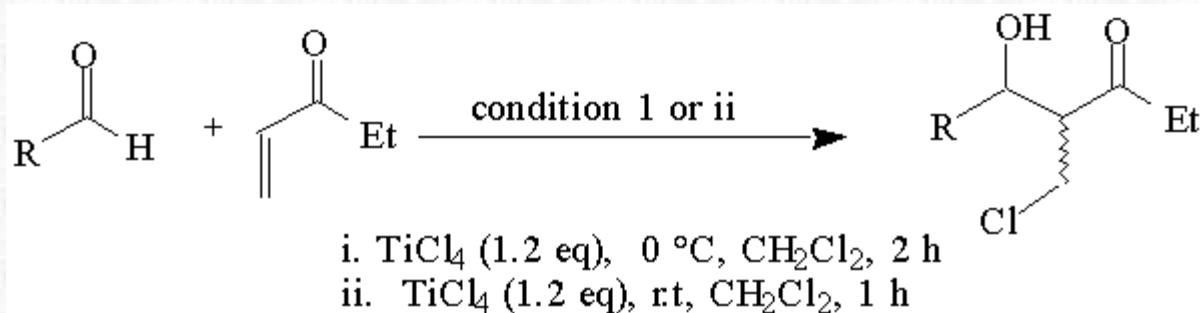 O
R
H
+
O
Et
condition 1 or ii
OH
O
R
Et
Cl
i. TiCl4 (1.2 eq), 0 °C, CH2Cl2, 2 h
ii. TiCl4 (1.2 eq), r.t, CH2Cl2, 1 h